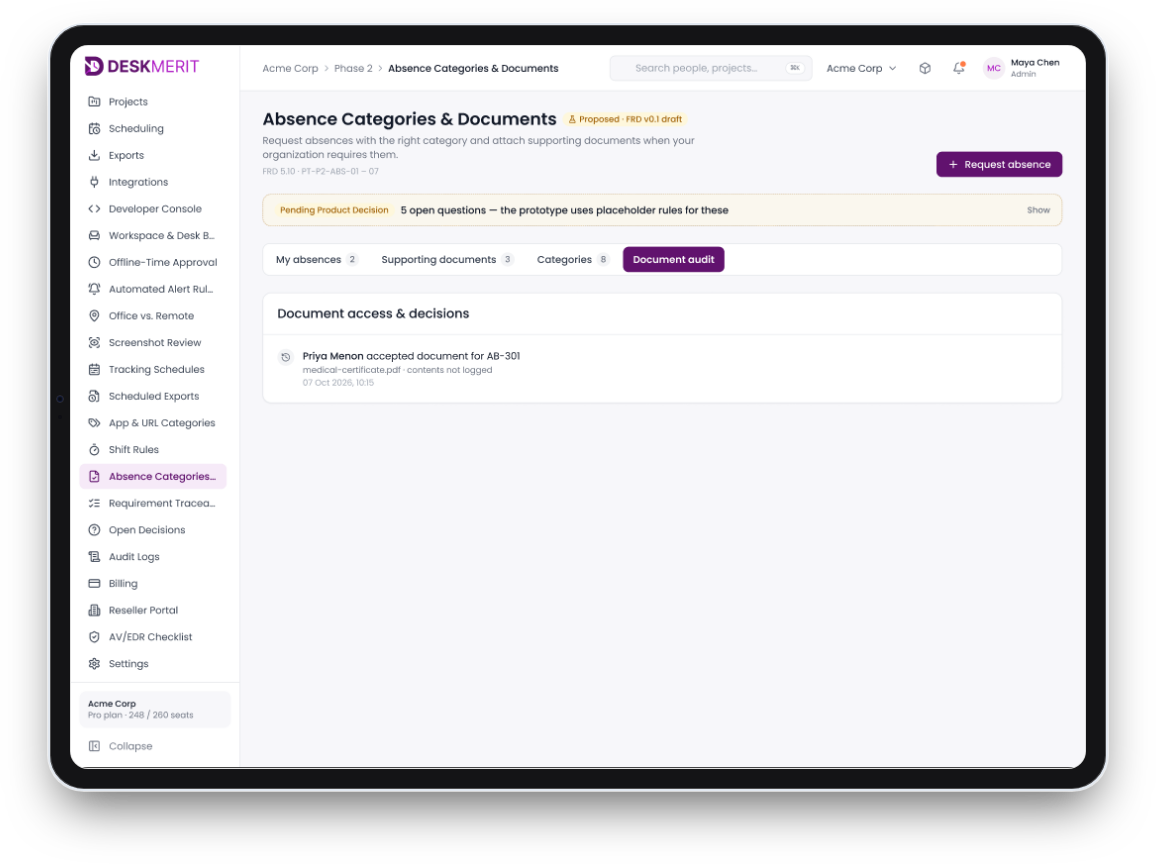 DESKMERIT
Projects
Scheduling
Exports
Integrations
Developer Console
Workspace & Desk B...
Offline-Time Approval
Automated Alert Rul...
Office vs. Remote
Screenshot Review
Tracking Schedules
Scheduled Exports
App & URL Categories
Shift Rules
Absence Categories...
Requirement Tracea...
Open Decisions
Audit Logs
Billing
Reseller Portal
AV/EDR Checklist
Settings
Acme Corp
Pro plan · 248 / 260 seats
Collapse
Acme Corp > Phase 2 > Absence Categories & Documents
Search people, projects... ⌘K
Acme Corp
MC
Maya Chen
Admin
Absence Categories & Documents
Proposed · FRD v0.1 draft
Request absences with the right category and attach supporting documents when your
organization requires them.
FRD 5.10 · PT-P2-ABS-01 – 07
+ Request absence
Pending Product Decision 5 open questions — the prototype uses placeholder rules for these Show
My absences 2 Supporting documents 3 Categories 8 Document audit
Document access & decisions
Priya Menon accepted document for AB-301
medical-certificate.pdf · contents not logged
07 Oct 2026, 10:15